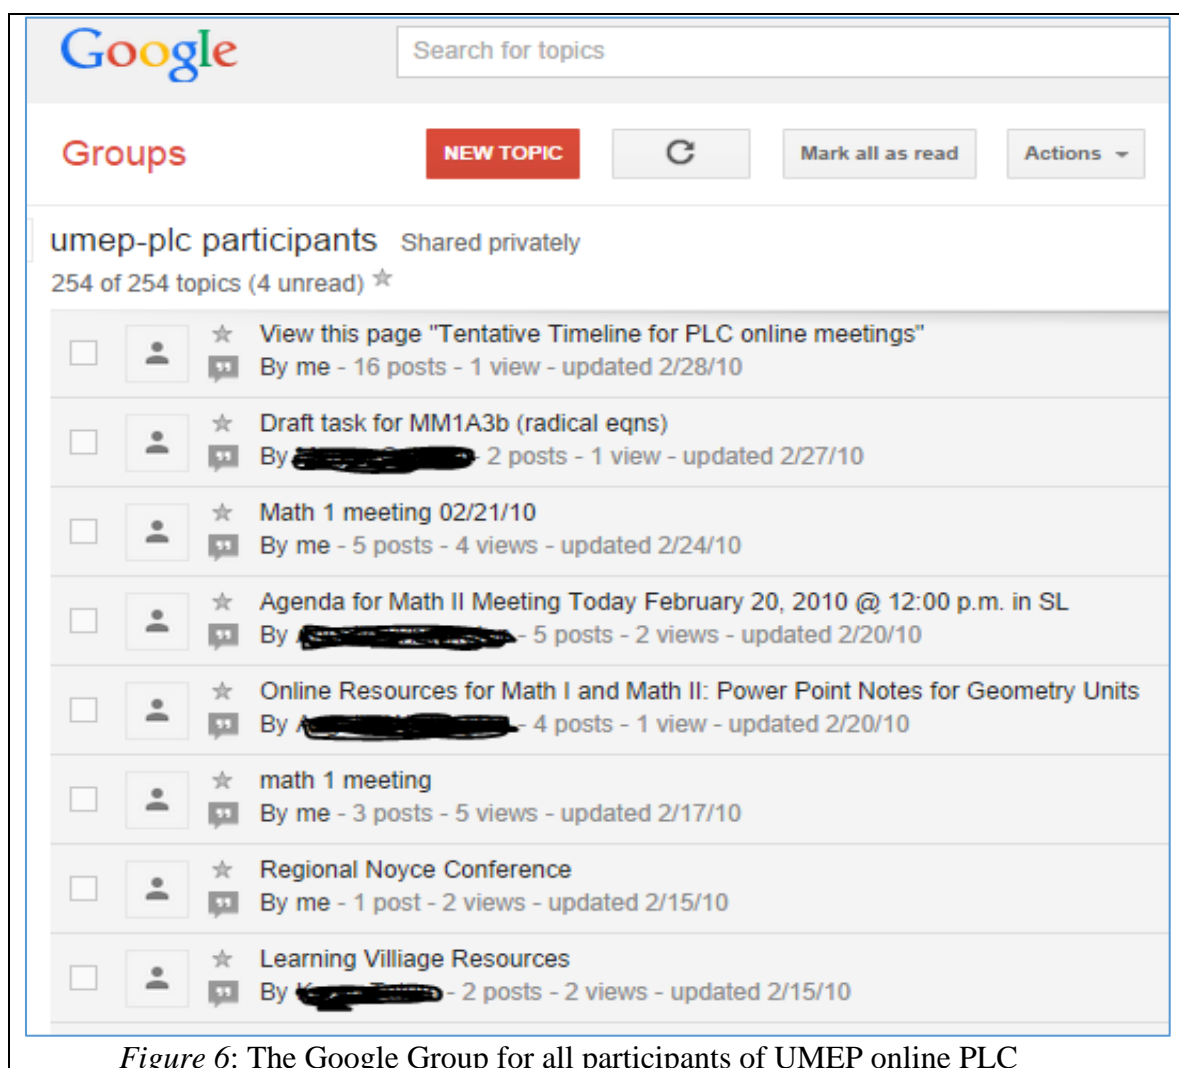 Google
Search for topics
Groups
NEW TOPIC
Mark all as read
Actions
umep-plc participants Shared privately
254 of 254 topics (4 unread)
View this page "Tentative Timeline for PLC online meetings"
By me - 16 posts - 1 view - updated 2/28/10
Draft task for MM1A3b (radical eqns)
By - 2 posts - 1 view - updated 2/27/10
Math 1 meeting 02/21/10
By me - 5 posts - 4 views - updated 2/24/10
Agenda for Math II Meeting Today February 20, 2010 @ 12:00 p.m. in SL
By - 5 posts - 2 views - updated 2/20/10
Online Resources for Math I and Math II: Power Point Notes for Geometry Units
By - 4 posts - 1 view - updated 2/20/10
math 1 meeting
By me - 3 posts - 5 views - updated 2/17/10
Regional Noyce Conference
By me - 1 post - 2 views - updated 2/15/10
Learning Villiage Resources
By - 2 posts - 2 views - updated 2/15/10
Figure 6: The Google Group for all participants of UMEP online PLC